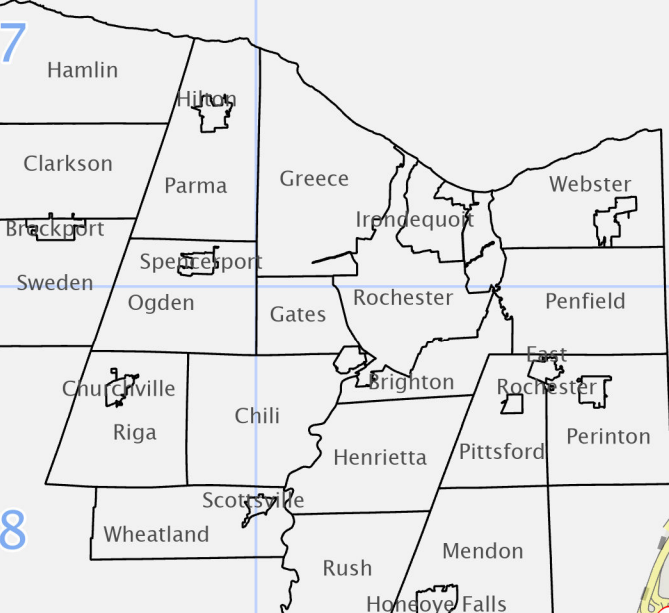 7
Hamlin
Hilton
Clarkson
Parma
Greece
Webster
Irondequoit
Brockport
Spencerport
Sweden
Ogden
Gates
Rochester
Penfield
East
Rochester
Churchville
Brighton
Riga
Chili
Henrietta
Pittsford
Perinton
Scottsville
8
Wheatland
Mendon
Rush
Honeoye Falls